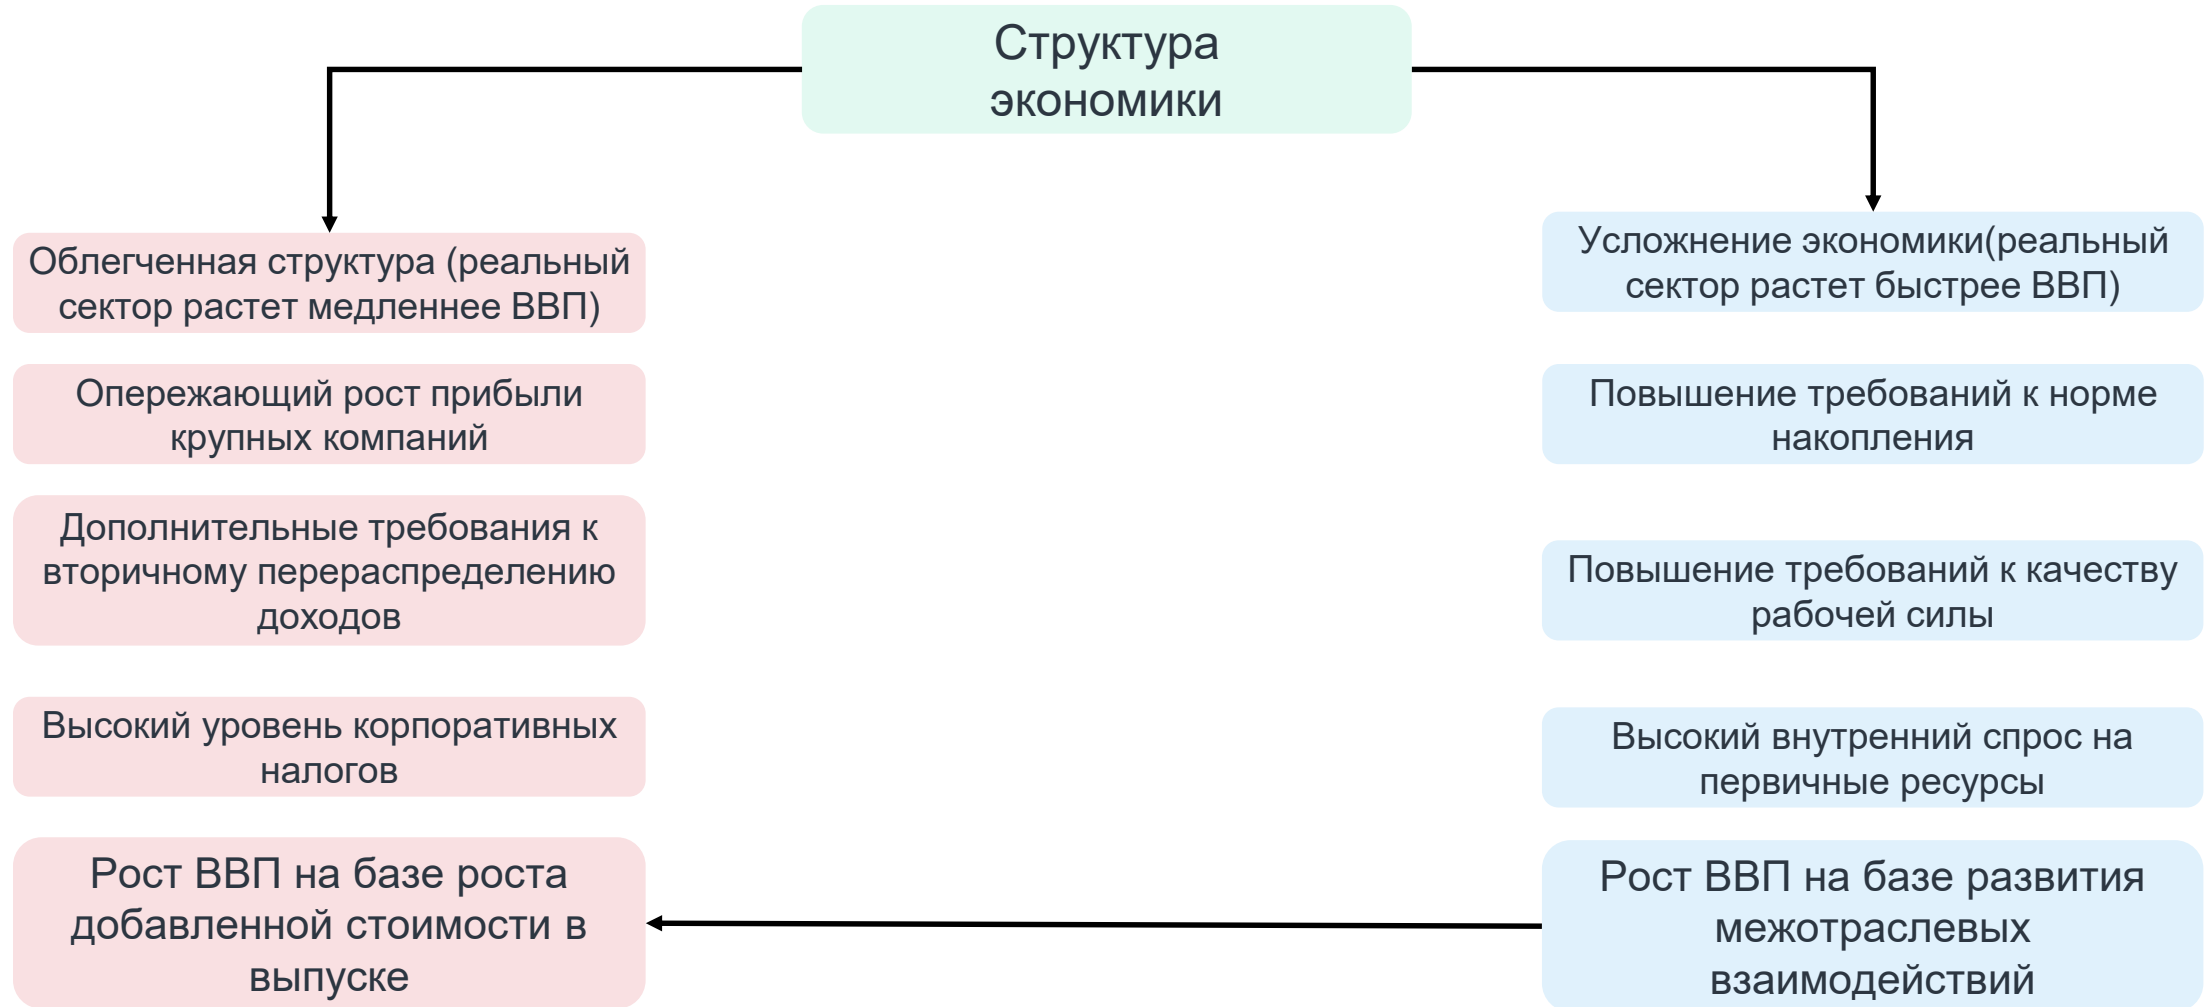 Структура
экономики
Облегченная структура (реальный
сектор растет медленнее ВВП)
Опережающий рост прибыли
крупных компаний
Дополнительные требования к
вторичному перераспределению
доходов
Высокий уровень корпоративных
налогов
Рост ВВП на базе роста
добавленной стоимости в
выпуске
Усложнение экономики(реальный
сектор растет быстрее ВВП)
Повышение требований к норме
накопления
Повышение требований к качеству
рабочей силы
Высокий внутренний спрос на
первичные ресурсы
Рост ВВП на базе развития
межотраслевых
взаимодействий